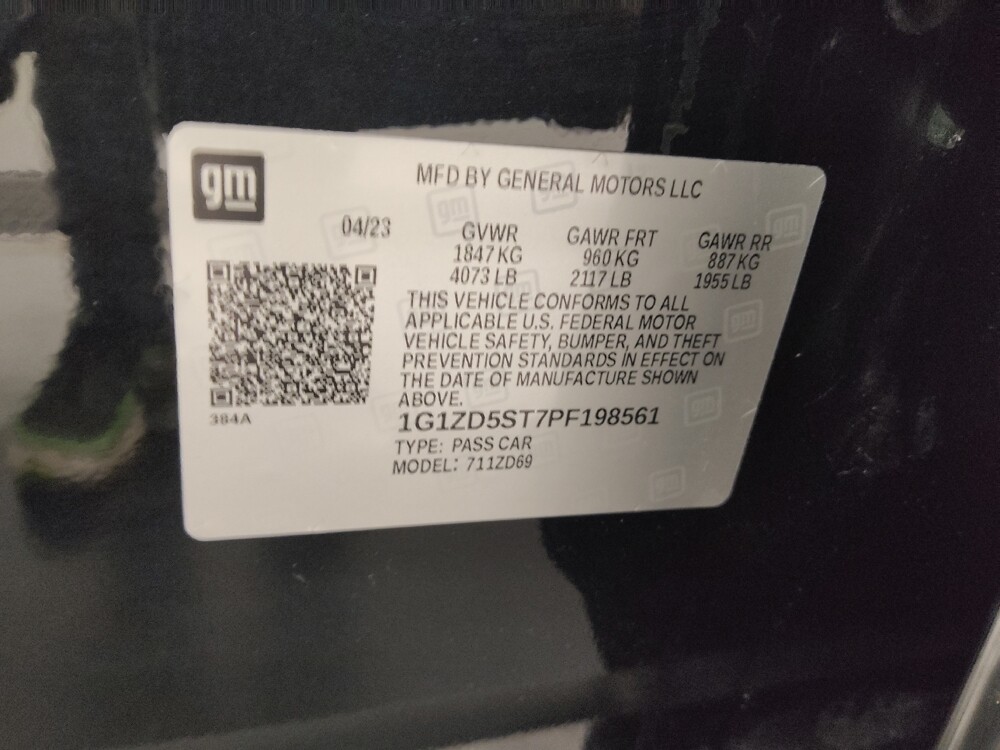 gm
MFD BY GENERAL MOTORS LLC
04/23 GVWR GAWR FRT GAWR RR
1847 KG 960 KG 887 KG
4073 LB 2117 LB 1955 LB
THIS VEHICLE CONFORMS TO ALL
APPLICABLE U.S. FEDERAL MOTOR
VEHICLE SAFETY, BUMPER, AND THEFT
PREVENTION STANDARDS IN EFFECT ON
THE DATE OF MANUFACTURE SHOWN
ABOVE.
384A
1G1ZD5ST7PF198561
TYPE: PASS CAR
MODEL: 711ZD69